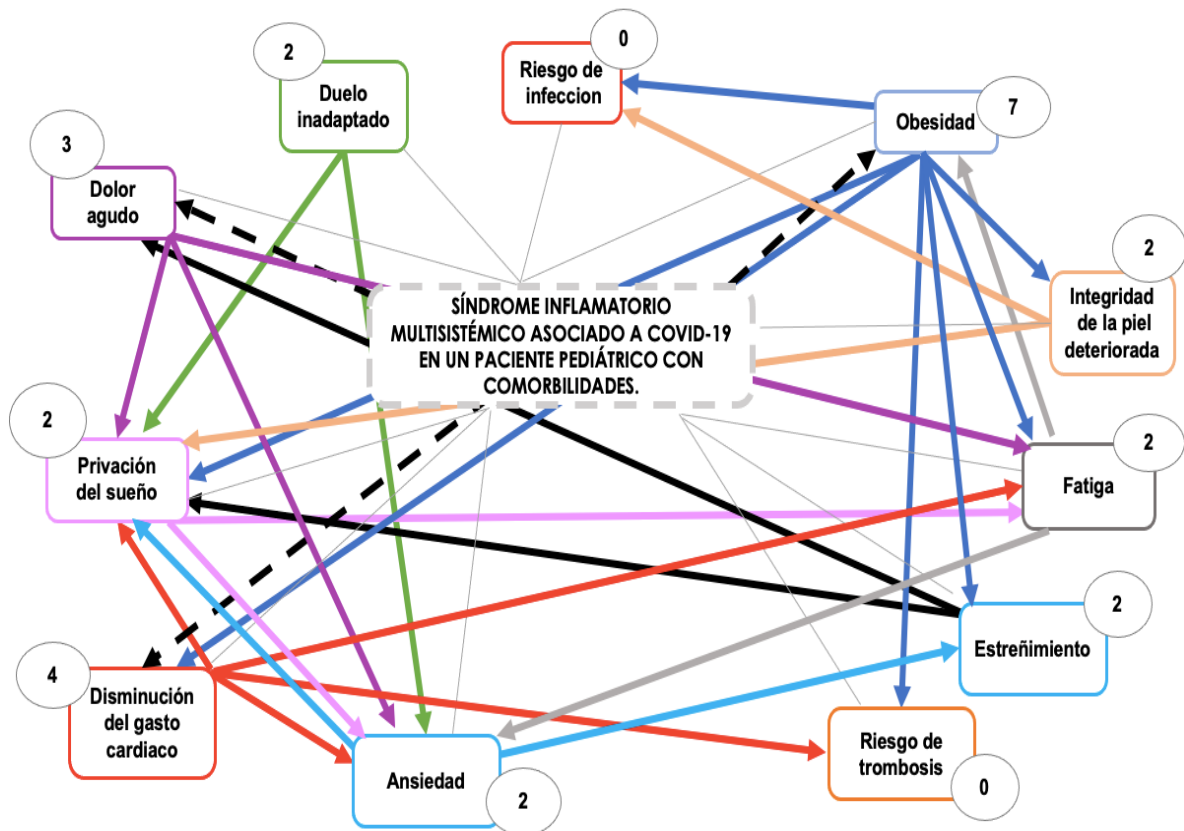 0
Riesgo de
infeccion
2
Duelo
inadaptado
7
Obesidad
3
Dolor
agudo
2
Integridad
de la piel
deteriorada
SÍNDROME INFLAMATORIO
MULTISISTÉMICO ASOCIADO A COVID-19
EN UN PACIENTE PEDIÁTRICO CON
COMORBILIDADES.
2
Privación
del sueño
2
Fatiga
2
Estreñimiento
4
Disminución
del gasto
cardiaco
Ansiedad
2
Riesgo de
trombosis
0